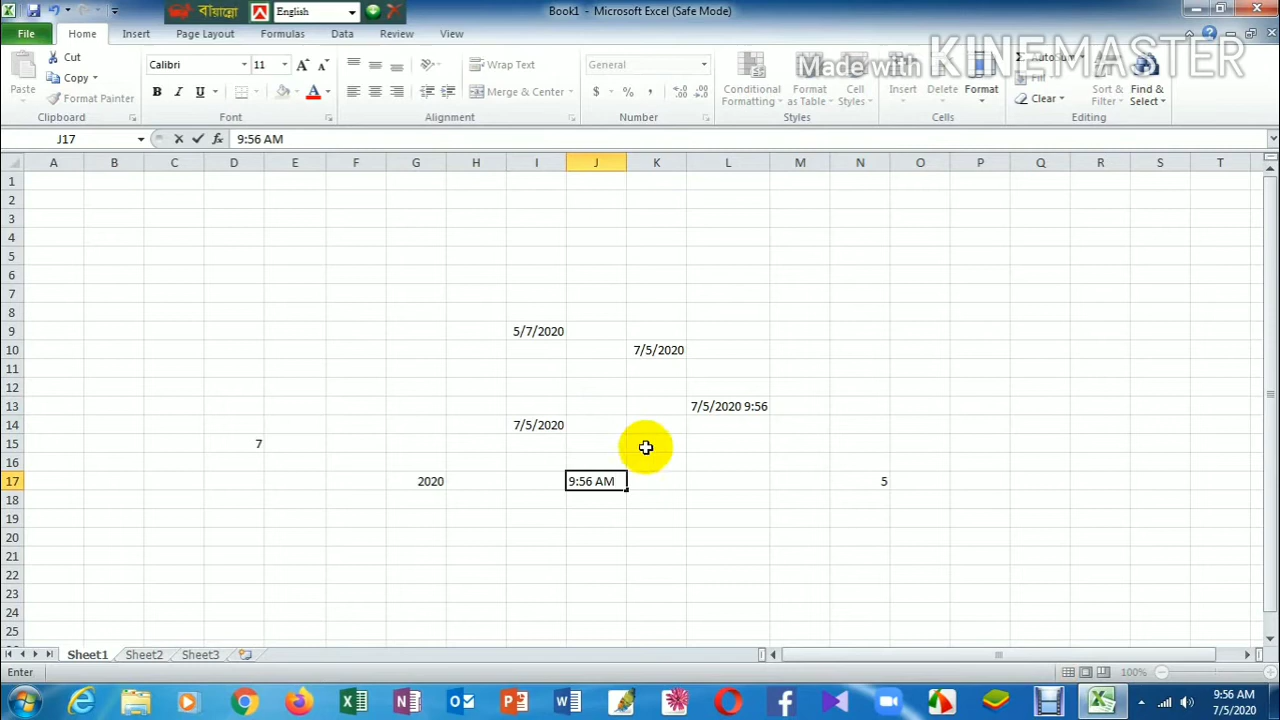 বায়ান্নো English
Book1 - Microsoft Excel (Safe Mode)
File Home Insert Page Layout Formulas Data Review View
Made with KINEMASTER
Paste
Cut
Copy
Format Painter
Clipboard
Calibri 11
B I U
Font
Wrap Text
Merge & Center
Alignment
General
$ % ,
Number
Conditional Formatting
Format as Table
Cell Styles
Styles
Insert Delete Format
Cells
AutoSum
Fill
Clear
Sort & Filter
Find & Select
Editing
J17 fx 9:56 AM
A B C D E F G H I J K L M N O P Q R S T
1
2
3
4
5
6
7
8
9 5/7/2020
10 7/5/2020
11
12
13 7/5/2020 9:56
14 7/5/2020
15 7
16
17 2020 9:56 AM 5
18
19
20
21
22
23
24
25
Sheet1 Sheet2 Sheet3
Enter 100%
9:56 AM
7/5/2020